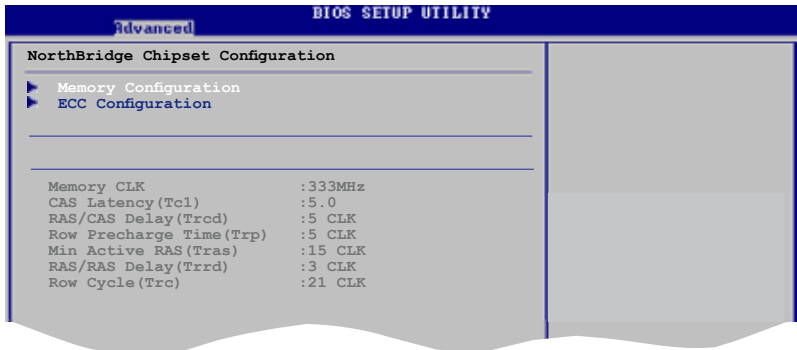 BIOS SETUP UTILITY
Advanced
NorthBridge Chipset Configuration
Memory Configuration
ECC Configuration
Memory CLK :333MHz
CAS Latency(Tc1) :5.0
RAS/CAS Delay(Trcd) :5 CLK
Row Precharge Time(Trp) :5 CLK
Min Active RAS(Tras) :15 CLK
RAS/RAS Delay(Trrd) :3 CLK
Row Cycle(Trc) :21 CLK